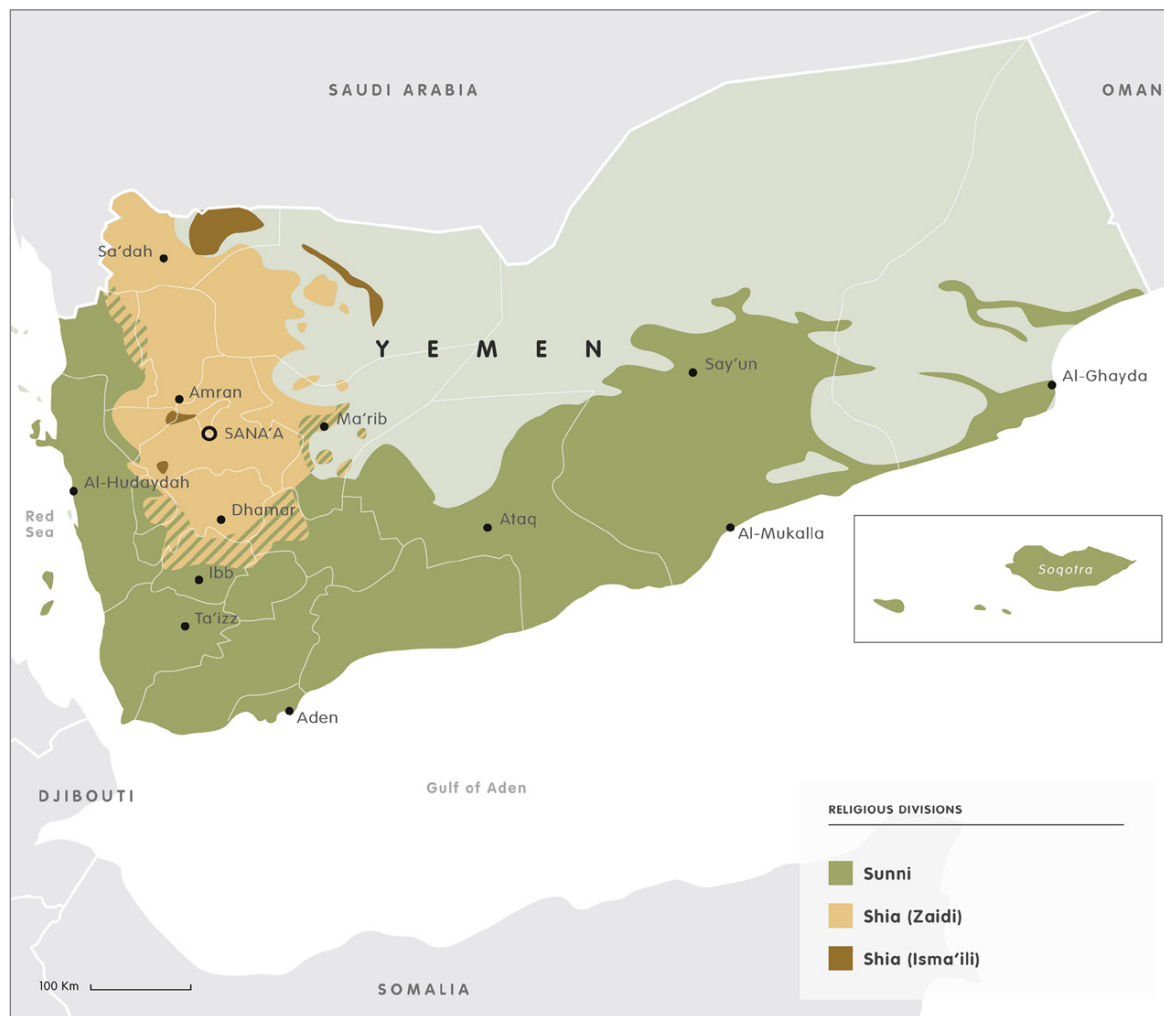 SAUDI ARABIA
OMAN
Sa'dah
YEMEN
Say'un
Al-Ghayda
Amran
Ma'rib
SANA'A
Al-Hudaydah
Dhamar
Red
Sea
Ataq
Al-Mukalla
Ibb
Soqotra
Ta'izz
Aden
Gulf of Aden
DJIBOUTI
RELIGIOUS DIVISIONS
Sunni
Shia (Zaidi)
Shia (Isma'ili)
100 Km
SOMALIA